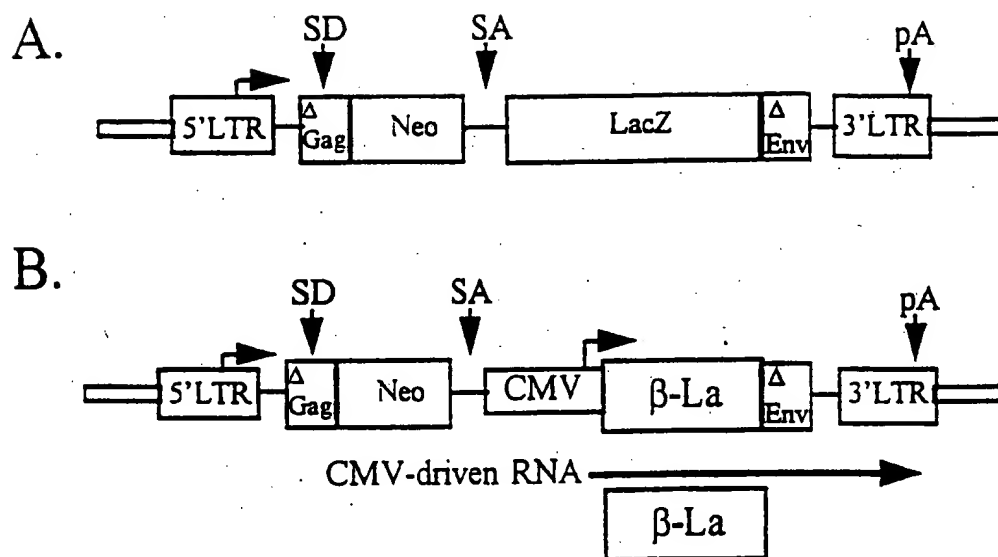 A.
SD SA pA
5'LTR Δ Gag Neo LacZ Δ Env 3'LTR
B.
SD SA pA
5'LTR Δ Gag Neo CMV β-La Δ Env 3'LTR
CMV-driven RNA
β-La